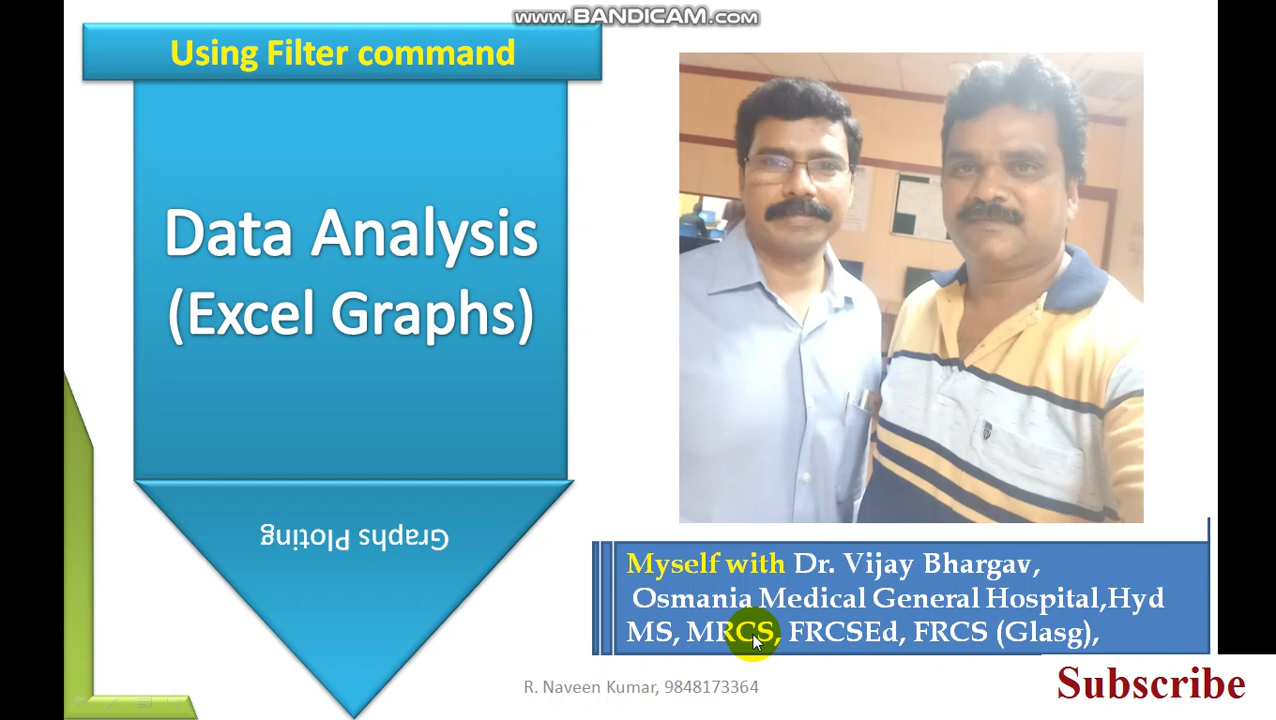 www.BANDICAM.com
Using Filter command
Data Analysis
(Excel Graphs)
Graphs Ploting
Myself with Dr. Vijay Bhargav,
Osmania Medical General Hospital,Hyd
MS, MRCS, FRCSEd, FRCS (Glasg),
R. Naveen Kumar, 9848173364
Subscribe